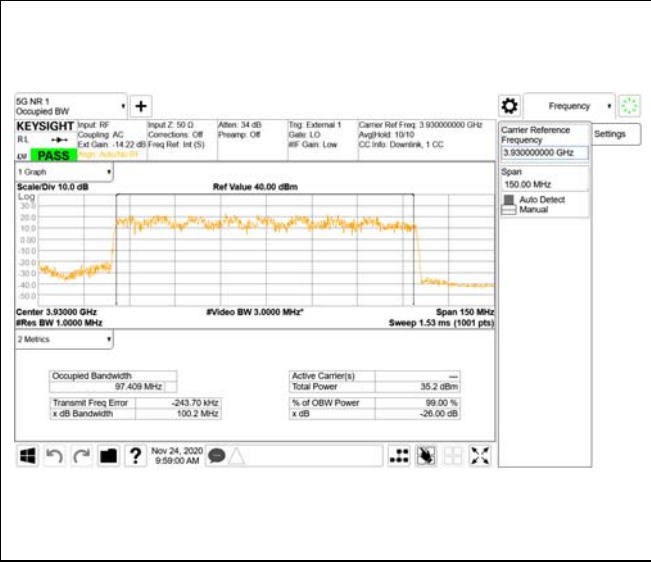 5G NR 1
Occupied BW
Frequency
KEYSIGHT
Input: RF
Input Z: 50 Ω
Atten: 34 dB
Trig: External 1
Carrier Ref Freq: 3.930000000 GHz
RL
Coupling: AC
Corrections: Off
Preamp: Off
Gate: LO
Avg|Hold: 10/10
Ext Gain: -14.22 dB
Freq Ref: Int (S)
#IF Gain: Low
CC Info: Downlink, 1 CC
PASS
Align: Auto/No RF
Carrier Reference
Frequency
3.930000000 GHz
Settings
Span
150.00 MHz
Auto Detect
Manual
1 Graph
Scale/Div 10.0 dB
Ref Value 40.00 dBm
Log
30.0
20.0
10.0
0.00
-10.0
-20.0
-30.0
-40.0
-50.0
Center 3.93000 GHz
#Video BW 3.0000 MHz*
Span 150 MHz
#Res BW 1.0000 MHz
Sweep 1.53 ms (1001 pts)
2 Metrics
Occupied Bandwidth
97.409 MHz
Transmit Freq Error -243.70 kHz
x dB Bandwidth 100.2 MHz
Active Carrier(s) —
Total Power 35.2 dBm
% of OBW Power 99.00 %
x dB -26.00 dB
?
Nov 24, 2020
9:59:00 AM